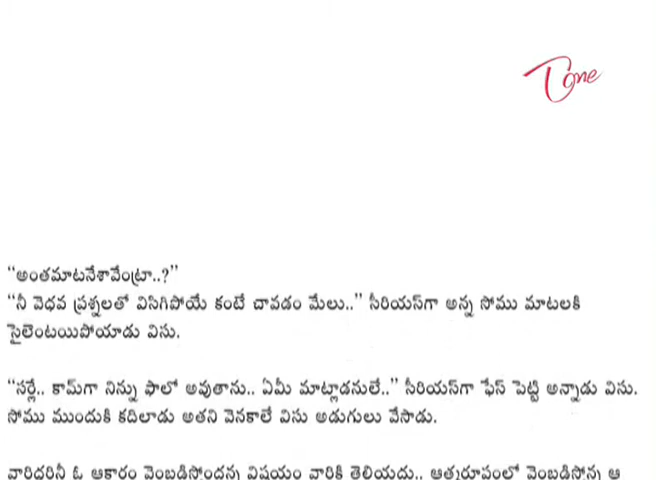 Tone
“అంతమాటనేశావేంట్రా..?”
“నీ వెధవ ప్రశ్నలతో విసిగిపోయే కంటే చావడం మేలు..” సీరియస్‌గా అన్న సోము మాటలకి
సైలెంటయిపోయాడు విసు.
“సర్లే.. కామ్‌గా నిన్ను ఫాలో అవుతాను.. ఏమీ మాట్లాడనులే..” సీరియస్‌గా ఫేస్ పెట్టి అన్నాడు విసు.
సోము ముందుకి కదిలాడు అతని వెనకాలే విసు అడుగులు వేసాడు.
వారిద్దరినీ ఓ ఆకారం వెంబడిస్తోందన్న విషయం వారికి తెలియదు.. ఆత్మరూపంలో వెంబడిస్తోన్న ఆ